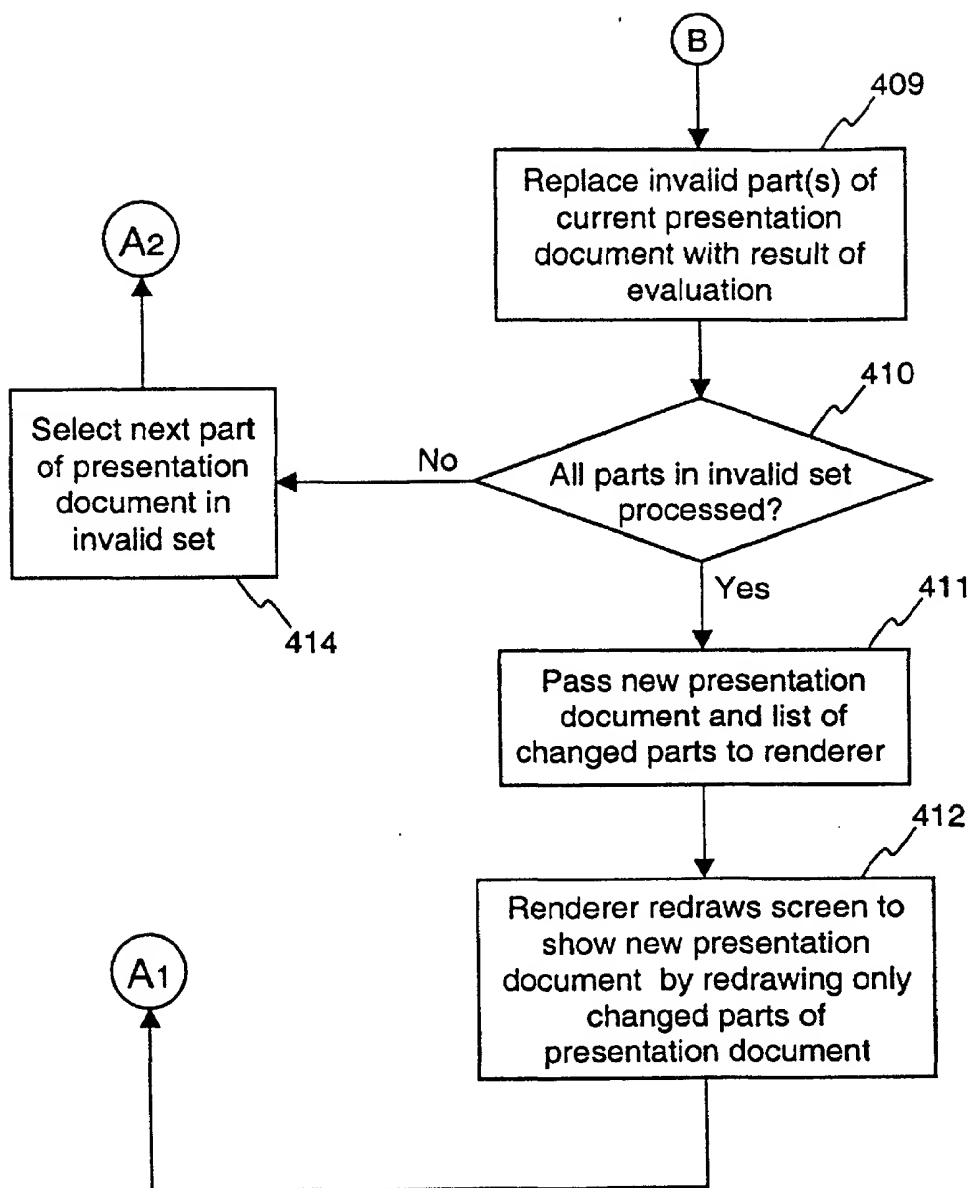 B
409
Replace invalid part(s) of
current presentation
document with result of
evaluation
A2
410
Select next part
of presentation
document in
invalid set
No
All parts in invalid set
processed?
414
Yes
411
Pass new presentation
document and list of
changed parts to renderer
412
Renderer redraws screen to
show new presentation
document by redrawing only
changed parts of
presentation document
A1